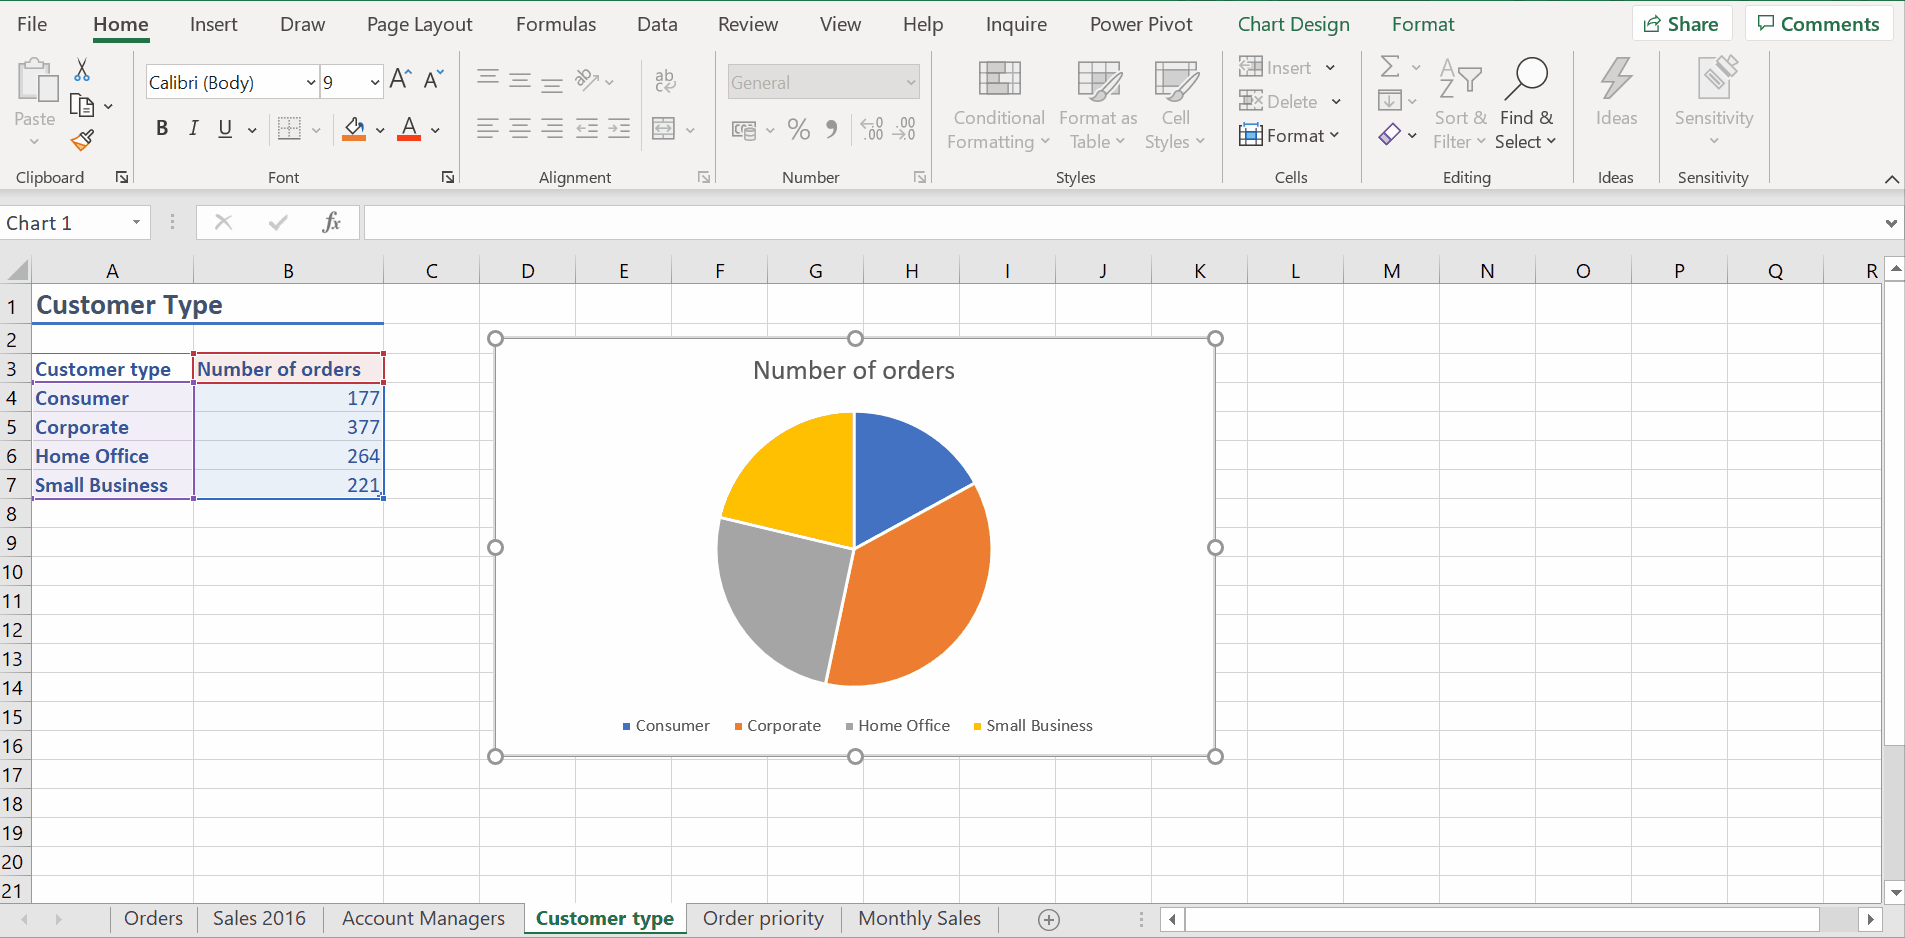 File Home Insert Draw Page Layout Formulas Data Review View Help Inquire Power Pivot Chart Design Format Share Comments
Calibri (Body) 9 A A ab General Insert
Paste Conditional Format as Cell Delete Sort & Find & Ideas Sensitivity
B I U A % .00 .00 Formatting Table Styles Format Filter Select
Clipboard Font Alignment Number Styles Cells Editing Ideas Sensitivity
Chart 1 fx
A B C D E F G H I J K L M N O P Q R
1 Customer Type
2
3 Customer type Number of orders
4 Consumer 177
5 Corporate 377
6 Home Office 264
7 Small Business 221
8
9
10
11
12
13
14
15
16
17
18
19
20
21
Number of orders
Consumer Corporate Home Office Small Business
Orders Sales 2016 Account Managers Customer type Order priority Monthly Sales